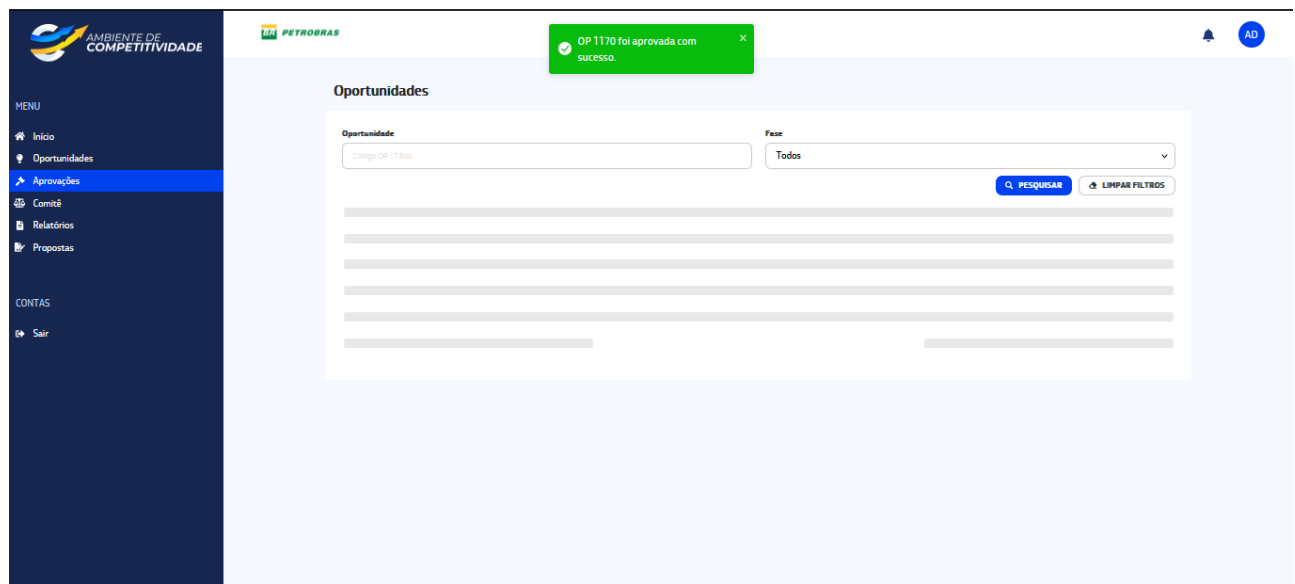 AMBIENTE DE
COMPETITIVIDADE
BR PETROBRAS
OP 1170 foi aprovada com
sucesso.
AD
MENU
Início
Oportunidades
Aprovações
Comitê
Relatórios
Propostas
CONTAS
Sair
Oportunidades
Oportunidade
Fase
Código OP / Título
Todos
PESQUISAR
LIMPAR FILTROS